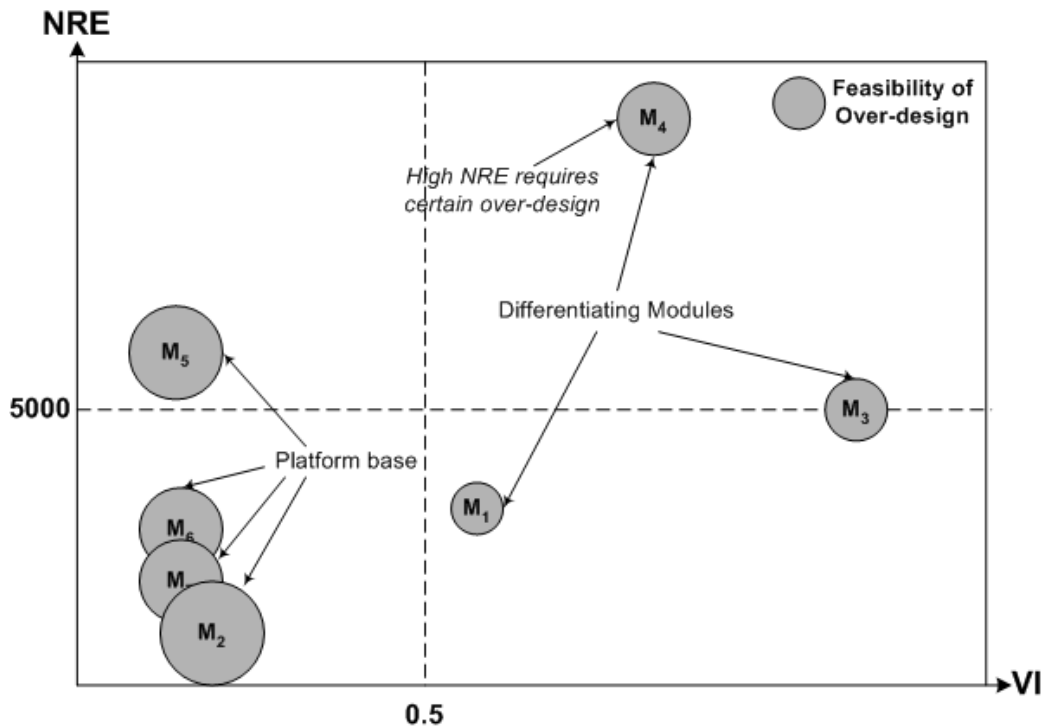 NRE
Feasibility of
Over-design
M4
High NRE requires
certain over-design
Differentiating Modules
M5
5000
M3
Platform base
M1
M6
M
M2
VI
0.5